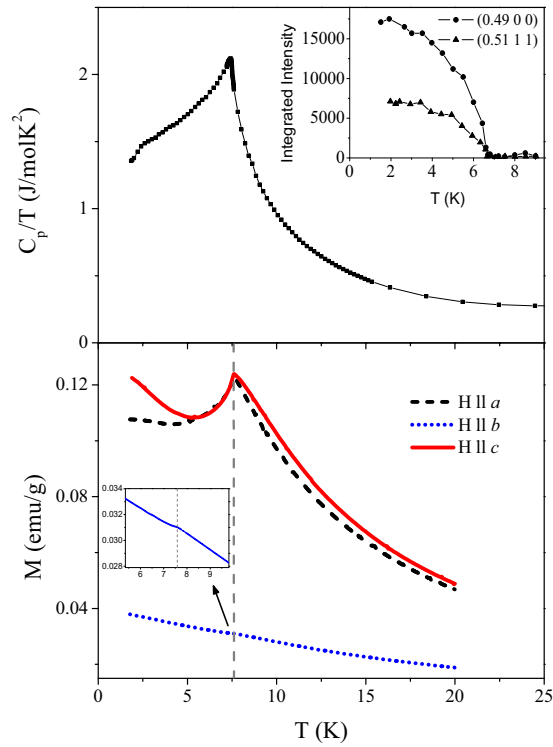 C_p/T (J/molK²)
2
1
0
Integrated Intensity
15000
10000
5000
0
(0.49 0 0)
(0.51 1 1)
0 2 4 6 8
T (K)
M (emu/g)
0.12
0.08
0.04
H ll a
H ll b
H ll c
0.034
0.032
0.030
0.028
6 7 8 9
0 5 10 15 20 25
T (K)